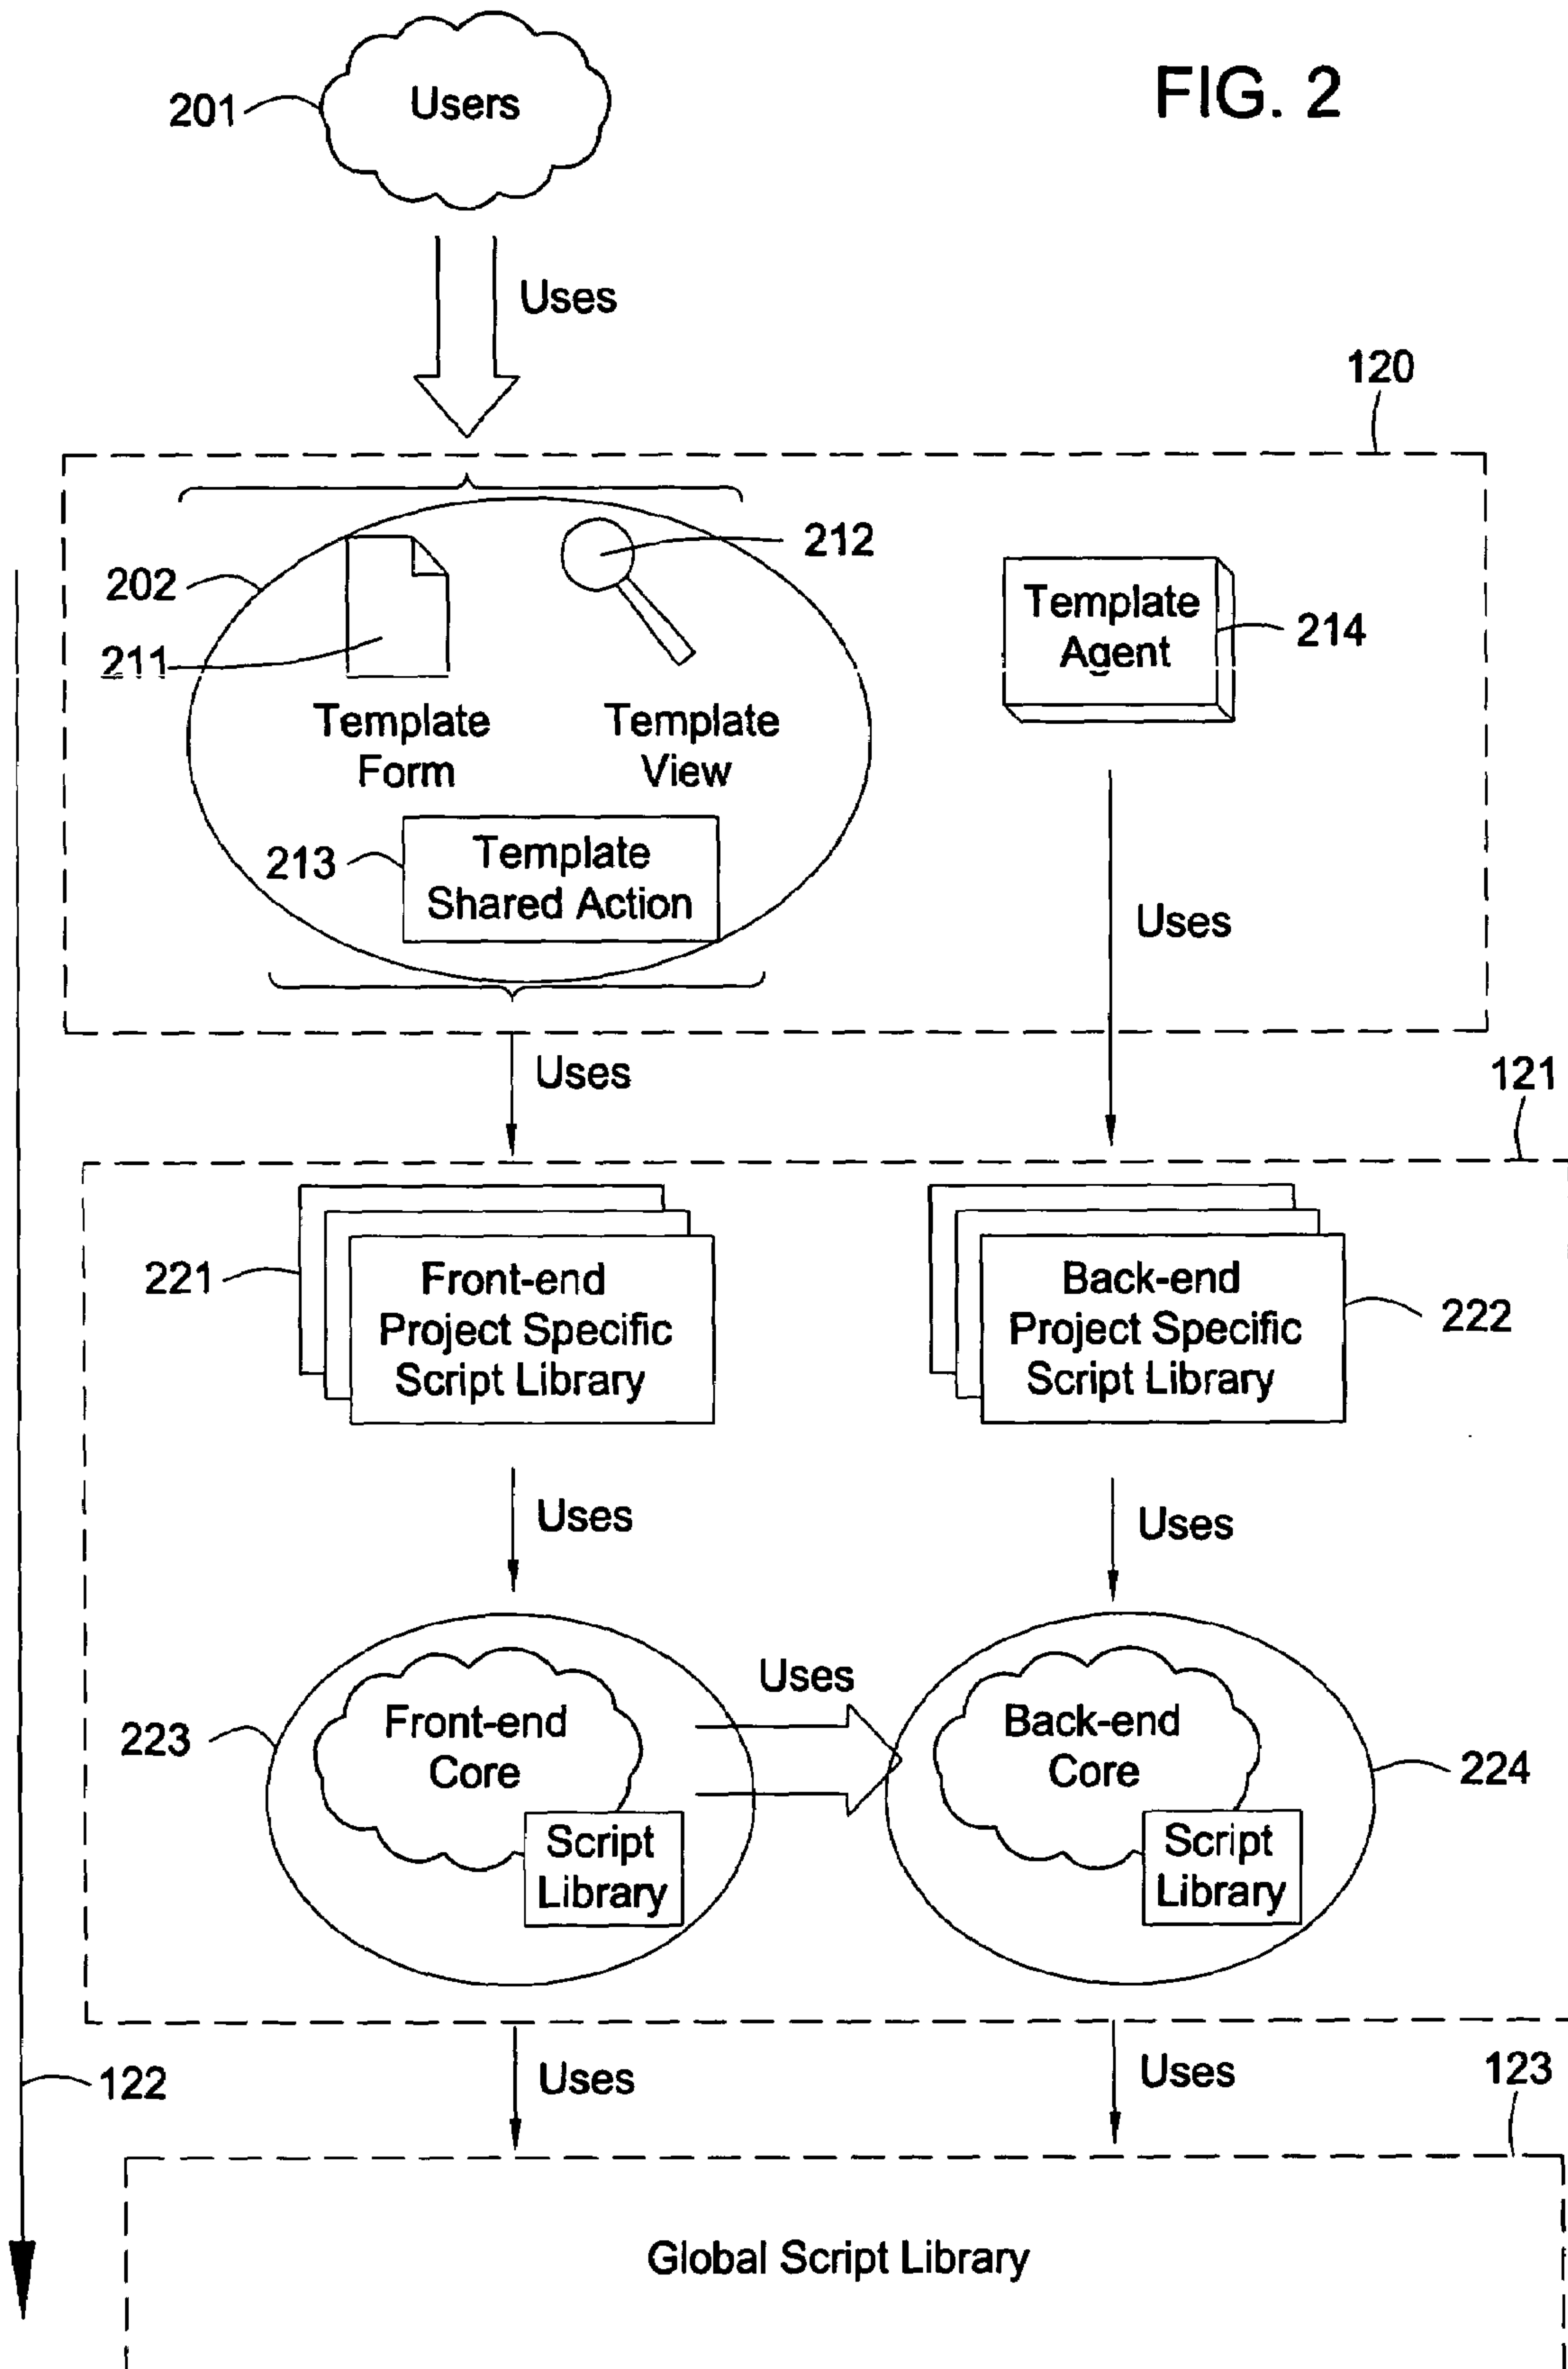 FIG. 2
201
Users
Uses
120
202
212
211
Template
Agent
214
Template
Form
Template
View
213
Template
Shared Action
Uses
Uses
121
221
Front-end
Project Specific
Script Library
Back-end
Project Specific
Script Library
222
Uses
Uses
Uses
223
Front-end
Core
Script
Library
Back-end
Core
Script
Library
224
122
Uses
Uses
123
Global Script Library